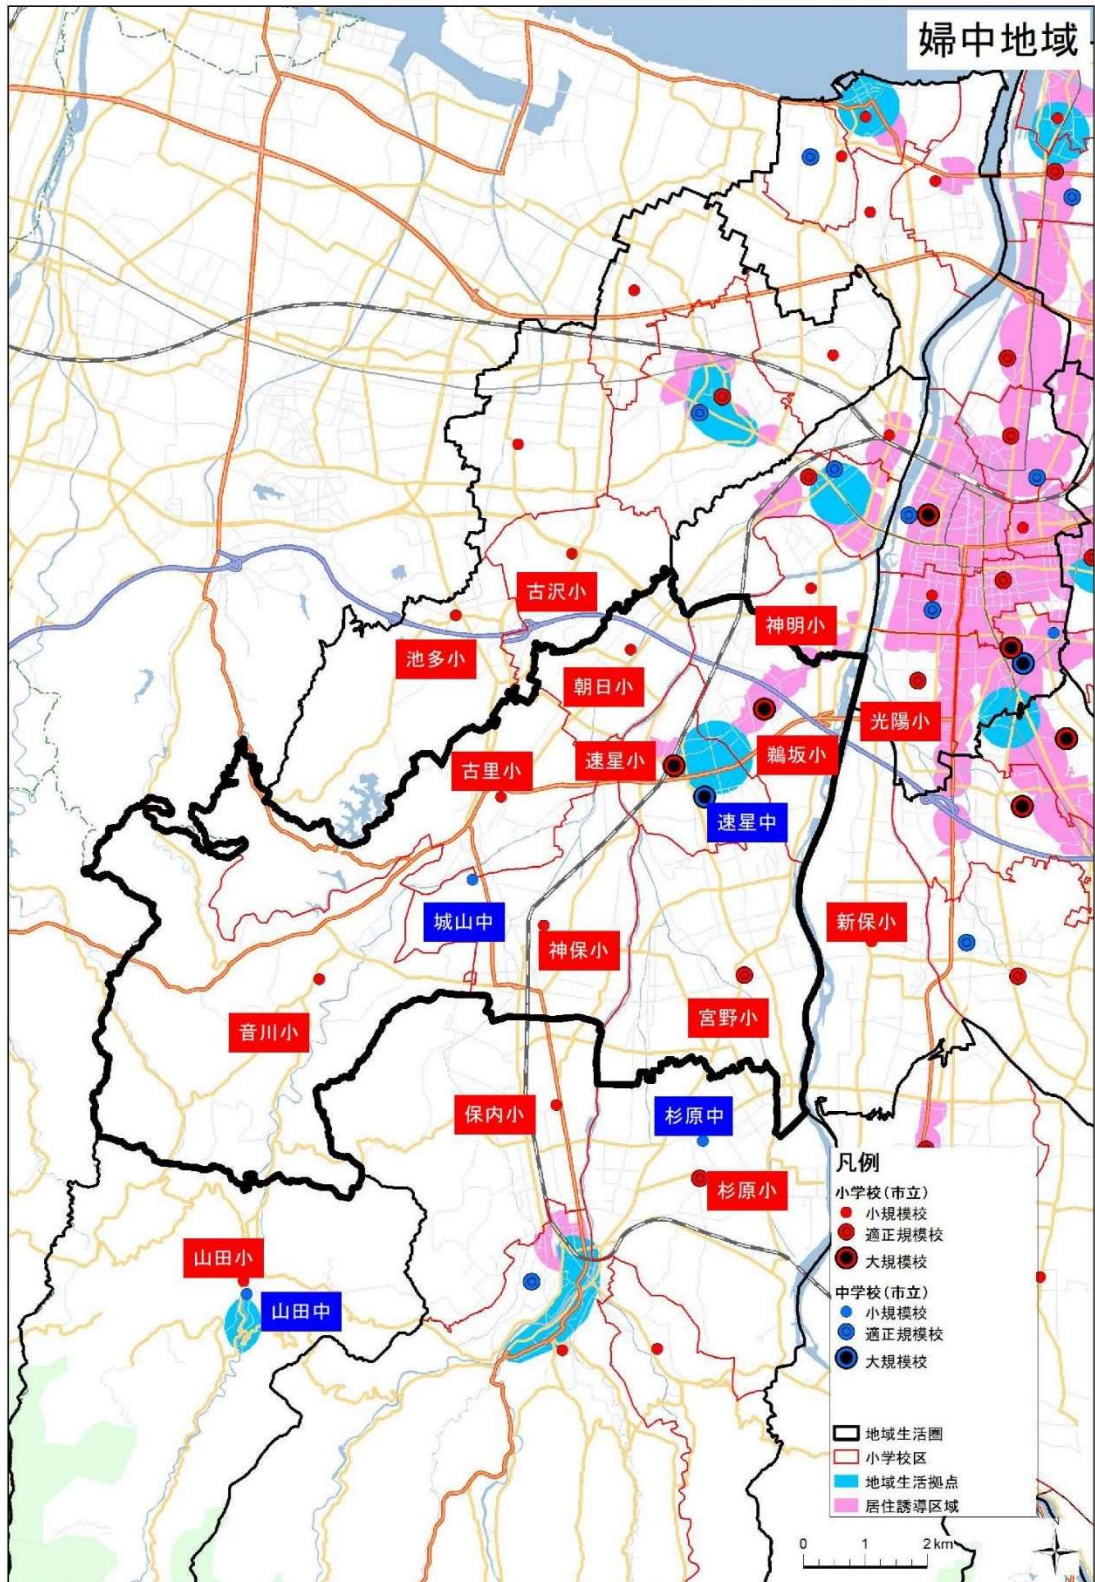 婦中地域
古沢小
神明小
池多小
朝日小
光陽小
古里小
速星小
鵜坂小
速星中
城山中
神保小
新保小
音川小
宮野小
保内小
杉原中
杉原小
山田小
山田中
凡例
小学校(市立)
小規模校
適正規模校
大規模校
中学校(市立)
小規模校
適正規模校
大規模校
地域生活圏
小学校区
地域生活拠点
居住誘導区域
0 2km